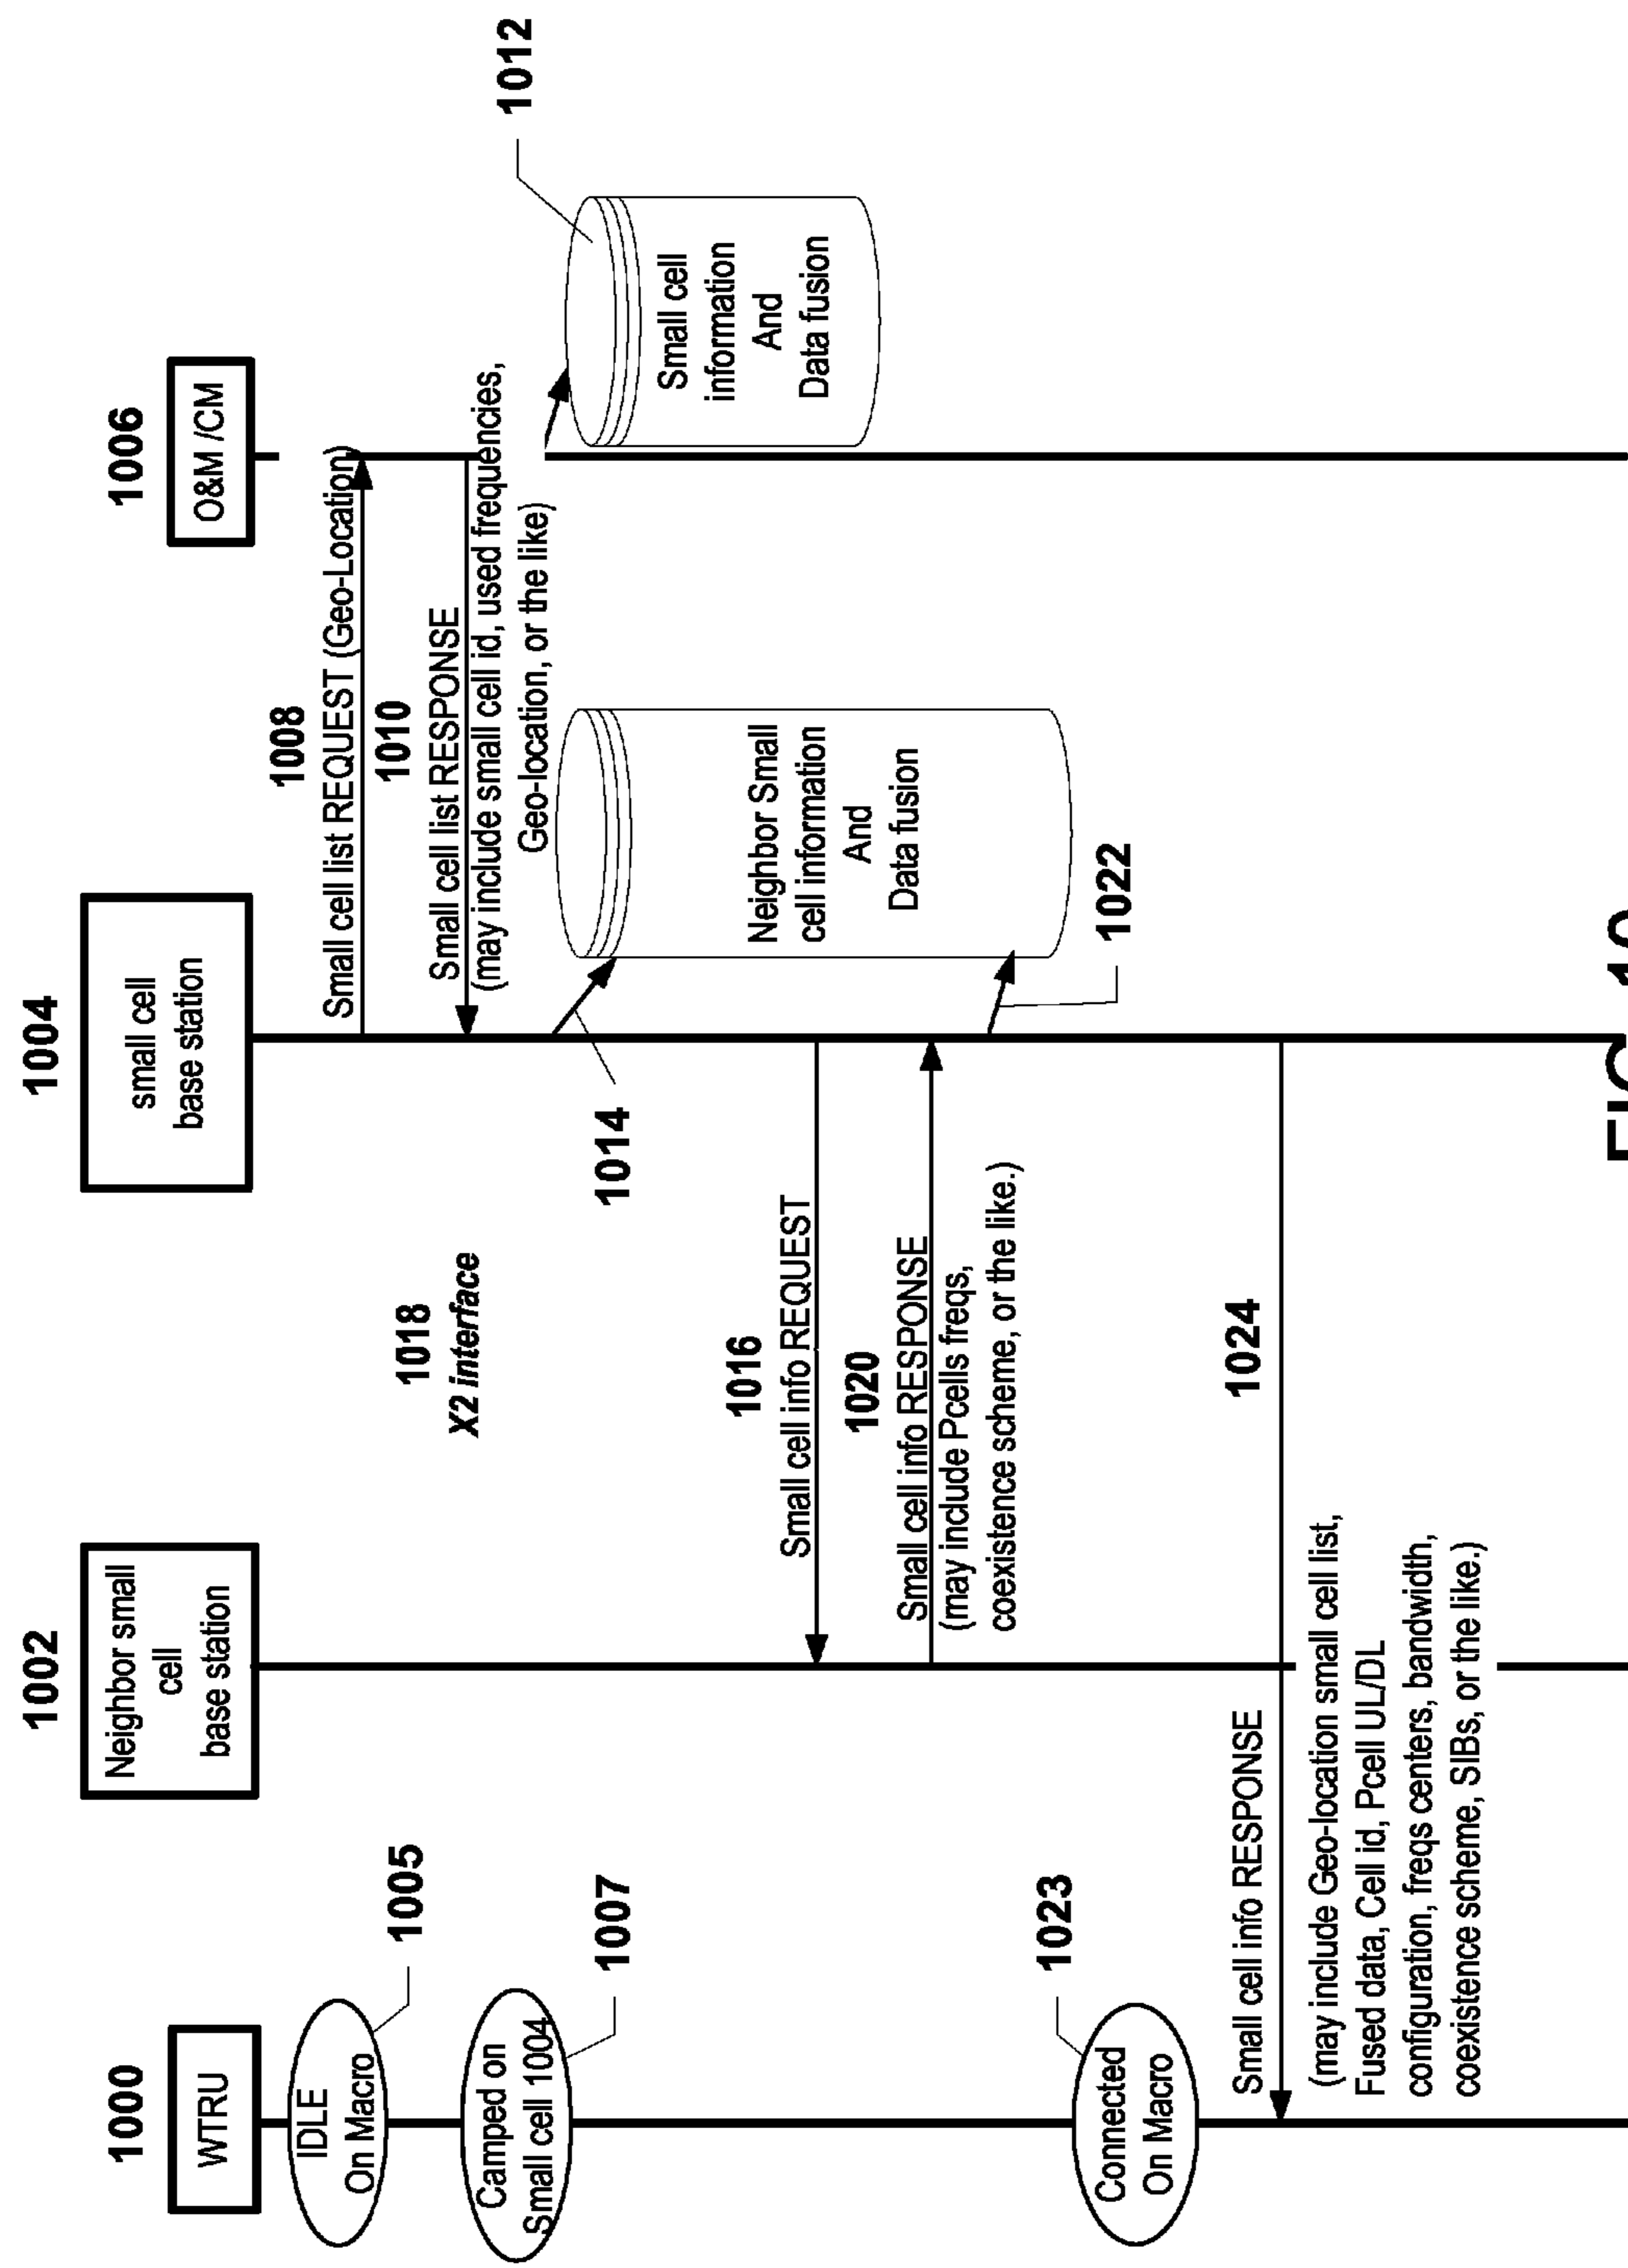 1000
WTRU
1002
Neighbor small
cell
base station
1004
small cell
base station
1006
O&M /CM
IDLE
On Macro
1005
Camped on
Small cell 1004
1007
1008
Small cell list REQUEST (Geo-Location)
1010
Small cell list RESPONSE
(may include small cell id, used frequencies,
Geo-location, or the like)
1012
Small cell
information
And
Data fusion
1014
Neighbor Small
cell information
And
Data fusion
1018
X2 interface
1016
Small cell info REQUEST
1020
Small cell info RESPONSE
(may include Pcells freqs,
coexistence scheme, or the like.)
1022
1023
Connected
On Macro
1024
Small cell info RESPONSE
(may include Geo-location small cell list,
Fused data, Cell id, Pcell UL/DL
configuration, freqs centers, bandwidth,
coexistence scheme, SIBs, or the like.)